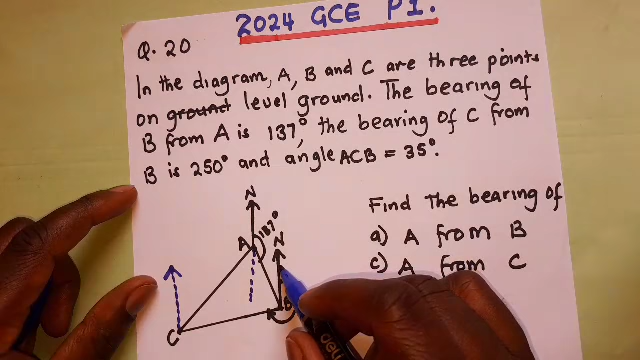 2024 GCE P1.
Q. 20
In the diagram, A, B and C are three points
on ground level ground. The bearing of
B from A is 137°, the bearing of C from
B is 250° and angle ACB = 35°.
Find the bearing of
a) A from B
c) A from C
N
A 137°
N
C